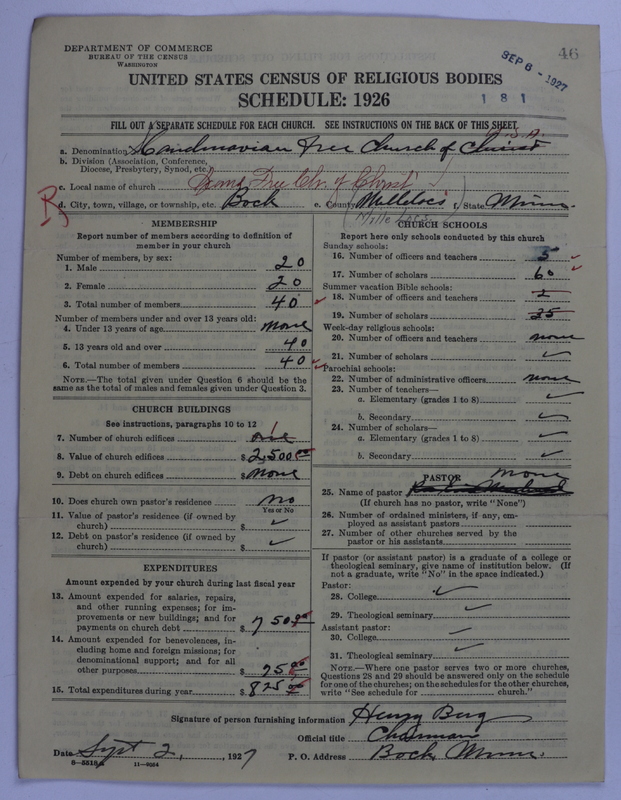 46
SEP 6 - 1927
1 8 1
DEPARTMENT OF COMMERCE
BUREAU OF THE CENSUS
WASHINGTON
UNITED STATES CENSUS OF RELIGIOUS BODIES
SCHEDULE: 1926
FILL OUT A SEPARATE SCHEDULE FOR EACH CHURCH. SEE INSTRUCTIONS ON THE BACK OF THIS SHEET.
a. Denomination Scandinavian Free Church of Christ U.S.A.
b. Division (Association, Conference,
Diocese, Presbytery, Synod, etc.)
c. Local name of church Scand. Free Ch. of Christ
d. City, town, village, or township, etc. Bock e. County Millelacs f. State Minn.
(Mille Lacs)
R
MEMBERSHIP
Report number of members according to definition of
member in your church
Number of members, by sex:
1. Male 20
2. Female 20
3. Total number of members 40
Number of members under and over 13 years old:
4. Under 13 years of age None
5. 13 years old and over 40
6. Total number of members 40
NOTE.—The total given under Question 6 should be the
same as the total of males and females given under Question 3.
CHURCH BUILDINGS
See instructions, paragraphs 10 to 12
7. Number of church edifices one 1
8. Value of church edifices $ 2,500 00
9. Debt on church edifices $ None
10. Does church own pastor's residence No
Yes or No
11. Value of pastor's residence (if owned by
church) $
12. Debt on pastor's residence (if owned by
church) $
EXPENDITURES
Amount expended by your church during last fiscal year
13. Amount expended for salaries, repairs,
and other running expenses; for im-
provements or new buildings; and for
payments on church debt $ 750.00
14. Amount expended for benevolences, in-
cluding home and foreign missions; for
denominational support; and for all
other purposes $ 75 00
15. Total expenditures during year $ 825 00
CHURCH SCHOOLS
Report here only schools conducted by this church
Sunday schools:
16. Number of officers and teachers 5
17. Number of scholars 60
Summer vacation Bible schools:
18. Number of officers and teachers 2
19. Number of scholars 25
Week-day religious schools:
20. Number of officers and teachers none
21. Number of scholars
Parochial schools:
22. Number of administrative officers none
23. Number of teachers—
a. Elementary (grades 1 to 8)
b. Secondary
24. Number of scholars—
a. Elementary (grades 1 to 8)
b. Secondary
PASTOR
25. Name of pastor None
(If church has no pastor, write "None")
26. Number of ordained ministers, if any, em-
ployed as assistant pastors
27. Number of other churches served by the
pastor or his assistants
If pastor (or assistant pastor) is a graduate of a college or
theological seminary, give name of institution below. (If
not a graduate, write "No" in the space indicated.)
Pastor:
28. College
29. Theological seminary
Assistant pastor:
30. College
31. Theological seminary
NOTE.—Where one pastor serves two or more churches,
Questions 28 and 29 should be answered only on the schedule
for one of the churches; on the schedules for the other churches,
write "See schedule for church."
Signature of person furnishing information Henry Berg
Official title Chairman
Date Sept 2, 1927 P. O. Address Bock, Minn.
8-5518A 11-9024